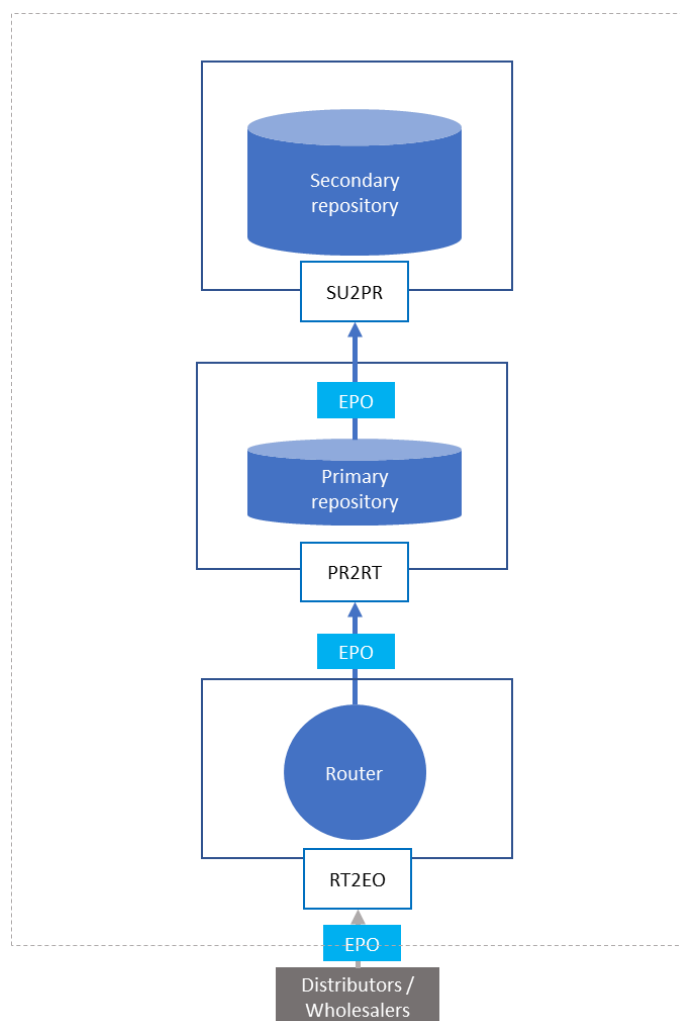 Secondary
repository
SU2PR
EPO
Primary
repository
PR2RT
EPO
Router
RT2EO
EPO
Distributors /
Wholesalers